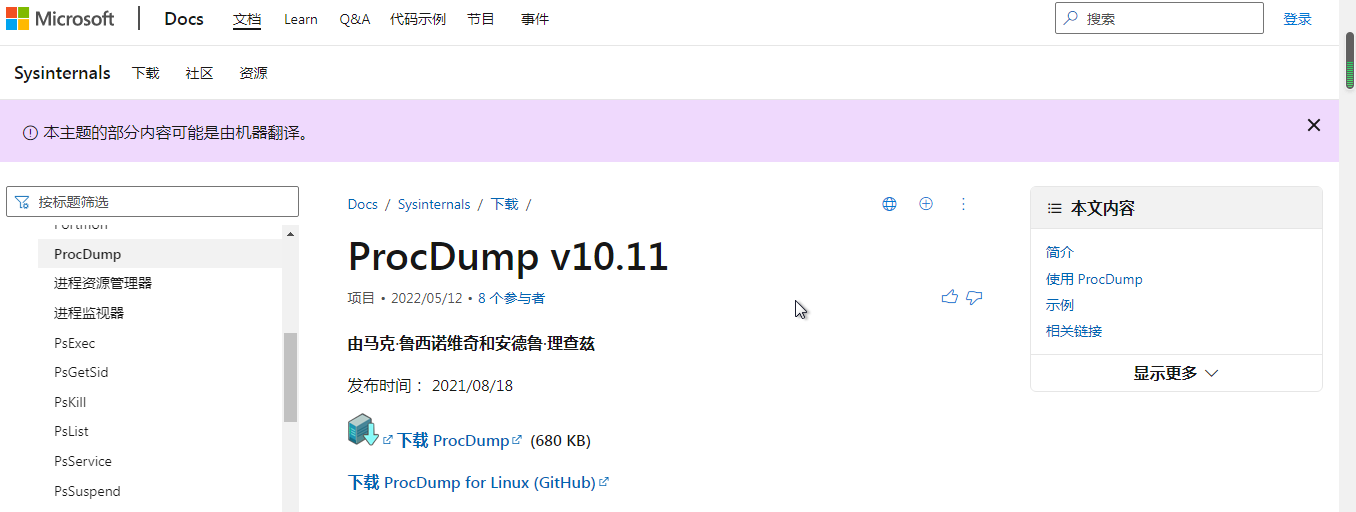 Microsoft Docs 文档 Learn Q&A 代码示例 节目 事件 搜索 登录
Sysinternals 下载 社区 资源
本主题的部分内容可能是由机器翻译。
按标题筛选
Portmon
ProcDump
进程资源管理器
进程监视器
PsExec
PsGetSid
PsKill
PsList
PsService
PsSuspend
Docs / Sysinternals / 下载 /
ProcDump v10.11
项目 • 2022/05/12 • 8 个参与者
由马克·鲁西诺维奇和安德鲁·理查兹
发布时间： 2021/08/18
下载 ProcDump (680 KB)
下载 ProcDump for Linux (GitHub)
本文内容
简介
使用 ProcDump
示例
相关链接
显示更多